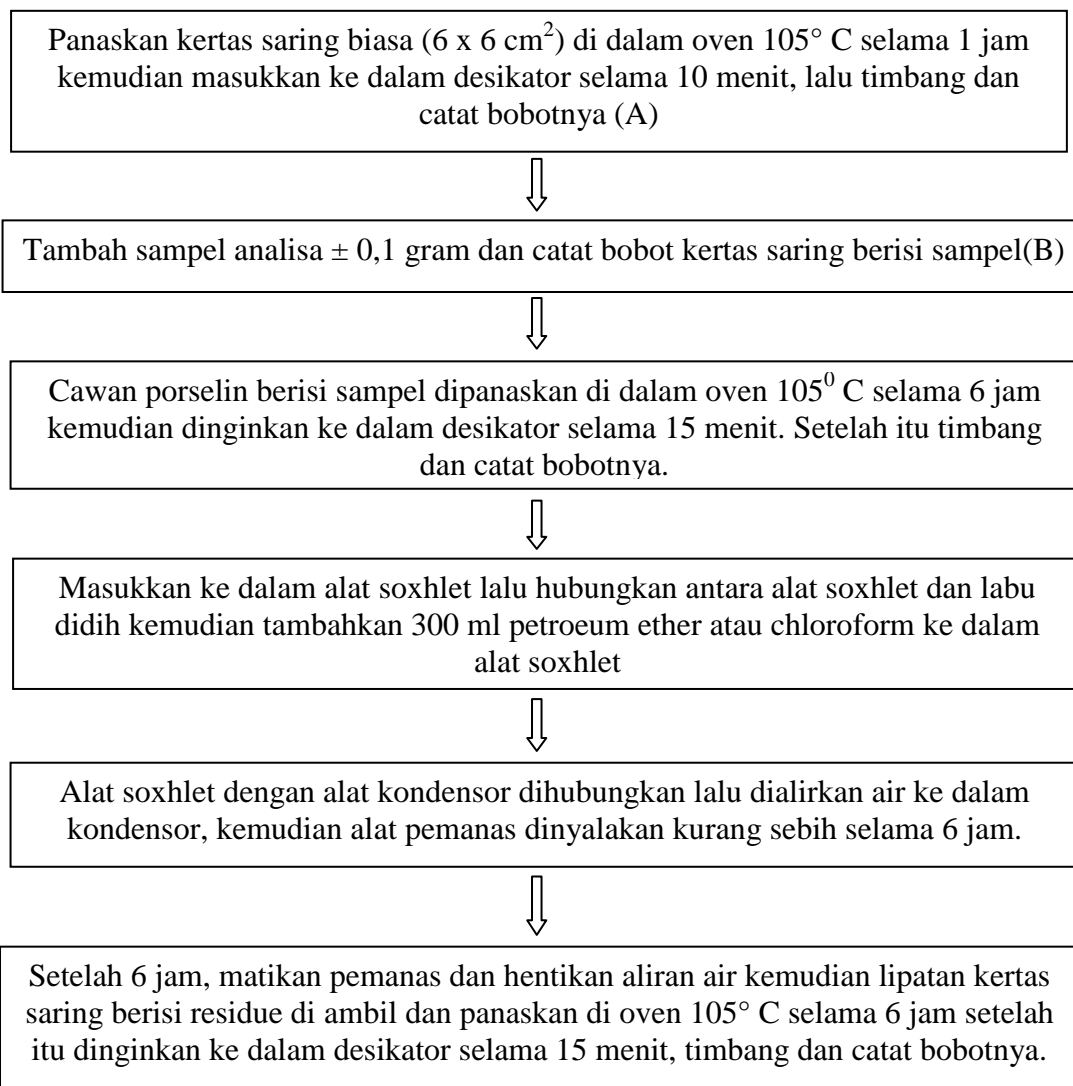 Panaskan kertas saring biasa (6 x 6 cm²) di dalam oven 105° C selama 1 jam
kemudian masukkan ke dalam desikator selama 10 menit, lalu timbang dan
catat bobotnya (A)
Tambah sampel analisa ± 0,1 gram dan catat bobot kertas saring berisi sampel(B)
Cawan porselin berisi sampel dipanaskan di dalam oven 105⁰ C selama 6 jam
kemudian dinginkan ke dalam desikator selama 15 menit. Setelah itu timbang
dan catat bobotnya.
Masukkan ke dalam alat soxhlet lalu hubungkan antara alat soxhlet dan labu
didih kemudian tambahkan 300 ml petroeum ether atau chloroform ke dalam
alat soxhlet
Alat soxhlet dengan alat kondensor dihubungkan lalu dialirkan air ke dalam
kondensor, kemudian alat pemanas dinyalakan kurang sebih selama 6 jam.
Setelah 6 jam, matikan pemanas dan hentikan aliran air kemudian lipatan kertas
saring berisi residue di ambil dan panaskan di oven 105° C selama 6 jam setelah
itu dinginkan ke dalam desikator selama 15 menit, timbang dan catat bobotnya.